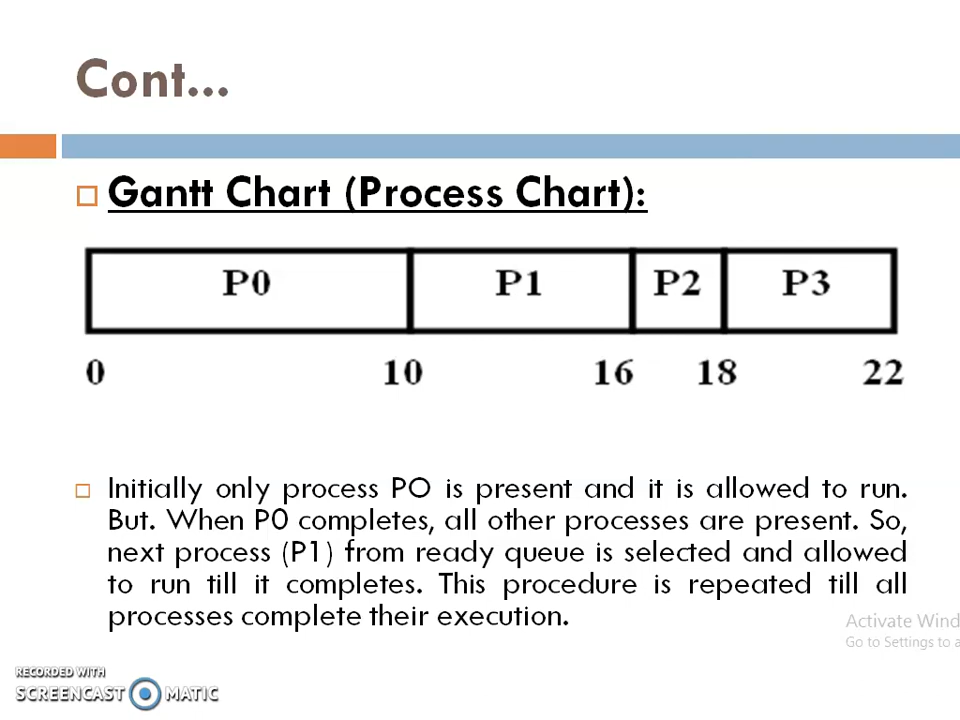 Cont...
Gantt Chart (Process Chart):
P0 P1 P2 P3
0 10 16 18 22
Initially only process PO is present and it is allowed to run.
But. When P0 completes, all other processes are present. So,
next process (P1) from ready queue is selected and allowed
to run till it completes. This procedure is repeated till all
processes complete their execution.
Activate Wind
Go to Settings to a
RECORDED WITH
SCREENCAST MATIC